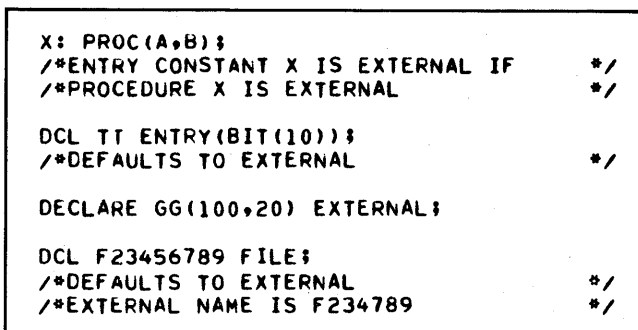 X: PROC(A,B);
/*ENTRY CONSTANT X IS EXTERNAL IF */
/*PROCEDURE X IS EXTERNAL */
DCL TT ENTRY(BIT(10));
/*DEFAULTS TO EXTERNAL */
DECLARE GG(100,20) EXTERNAL;
DCL F23456789 FILE;
/*DEFAULTS TO EXTERNAL */
/*EXTERNAL NAME IS F234789 */